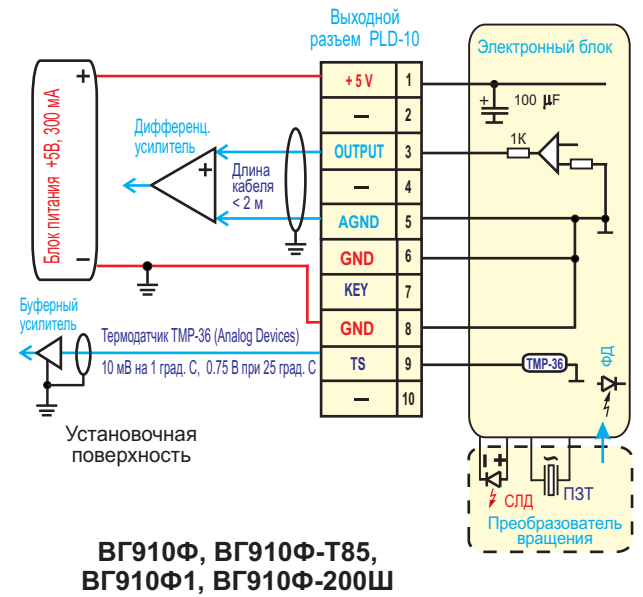 Выходной
разъем PLD-10
Электронный блок
Блок питания +5В, 300 мА
+
−
Дифференц.
усилитель
+
Длина
кабеля
< 2 м
+ 5 V 1
— 2
OUTPUT 3
— 4
AGND 5
GND 6
KEY 7
GND 8
TS 9
— 10
+
100 μF
1К
TMP-36
ФД
Буферный
усилитель
Термодатчик TMP-36 (Analog Devices)
10 мВ на 1 град. С, 0.75 В при 25 град. С
Установочная
поверхность
− +
~
СЛД
ПЗТ
Преобразователь
вращения
ВГ910Ф, ВГ910Ф-Т85,
ВГ910Ф1, ВГ910Ф-200Ш